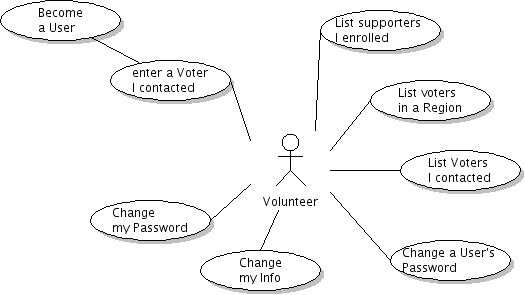 Become
a User
List supporters
I enrolled
enter a Voter
I contacted
List voters
in a Region
List Voters
I contacted
Volunteer
Change
my Password
Change a User's
Password
Change
my Info